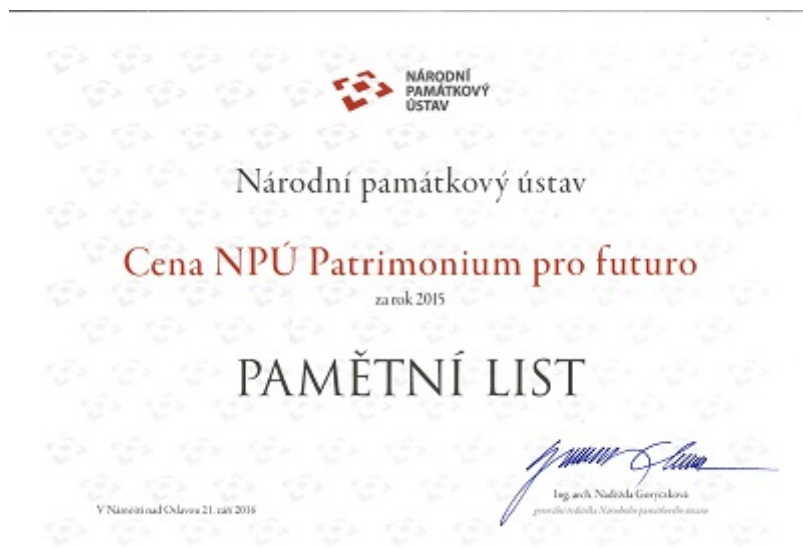 NÁRODNÍ
PAMÁTKOVÝ
ÚSTAV
Národní památkový ústav
Cena NPÚ Patrimonium pro futuro
za rok 2015
PAMĚTNÍ LIST
V Náměšti nad Oslavou 21. září 2016
Ing. arch. Naděžda Goryczková
generální ředitelka Národního památkového ústavu